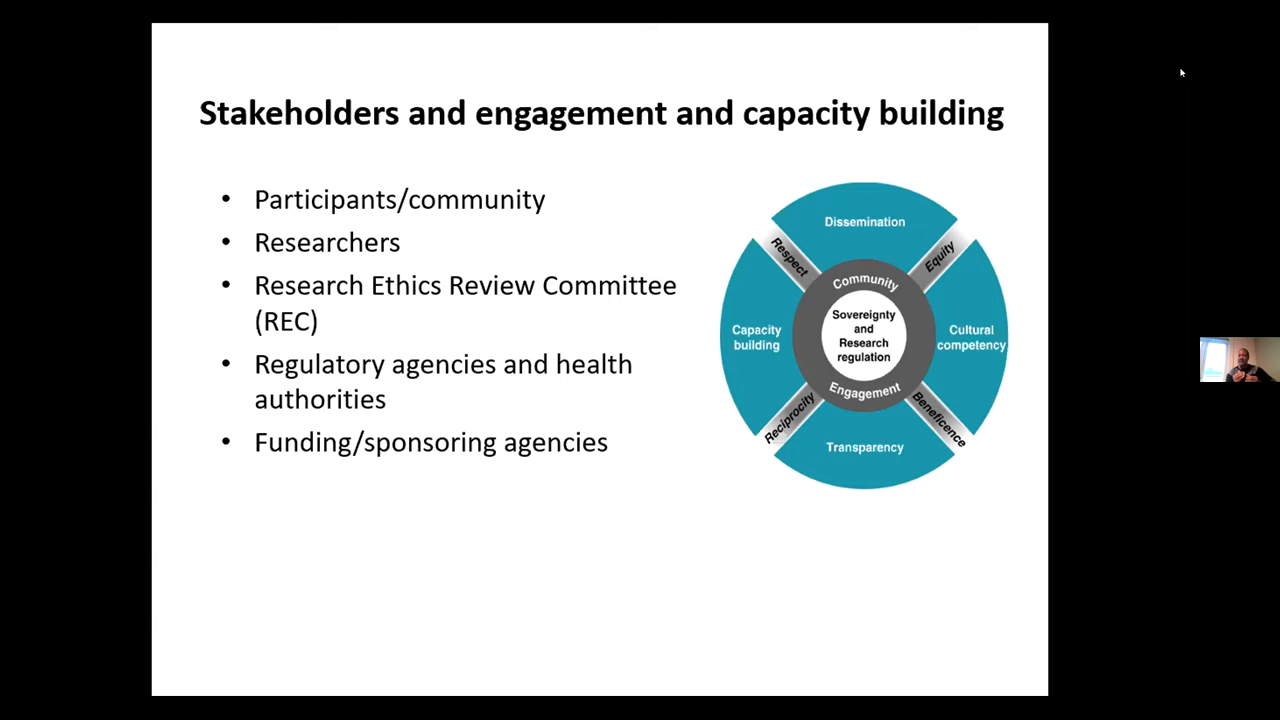 Stakeholders and engagement and capacity building
• Participants/community
• Researchers
• Research Ethics Review Committee
(REC)
• Regulatory agencies and health
authorities
• Funding/sponsoring agencies
Dissemination
Respect
Equity
Community
Capacity
building
Sovereignty
and
Research
regulation
Cultural
competency
Engagement
Reciprocity
Beneficence
Transparency